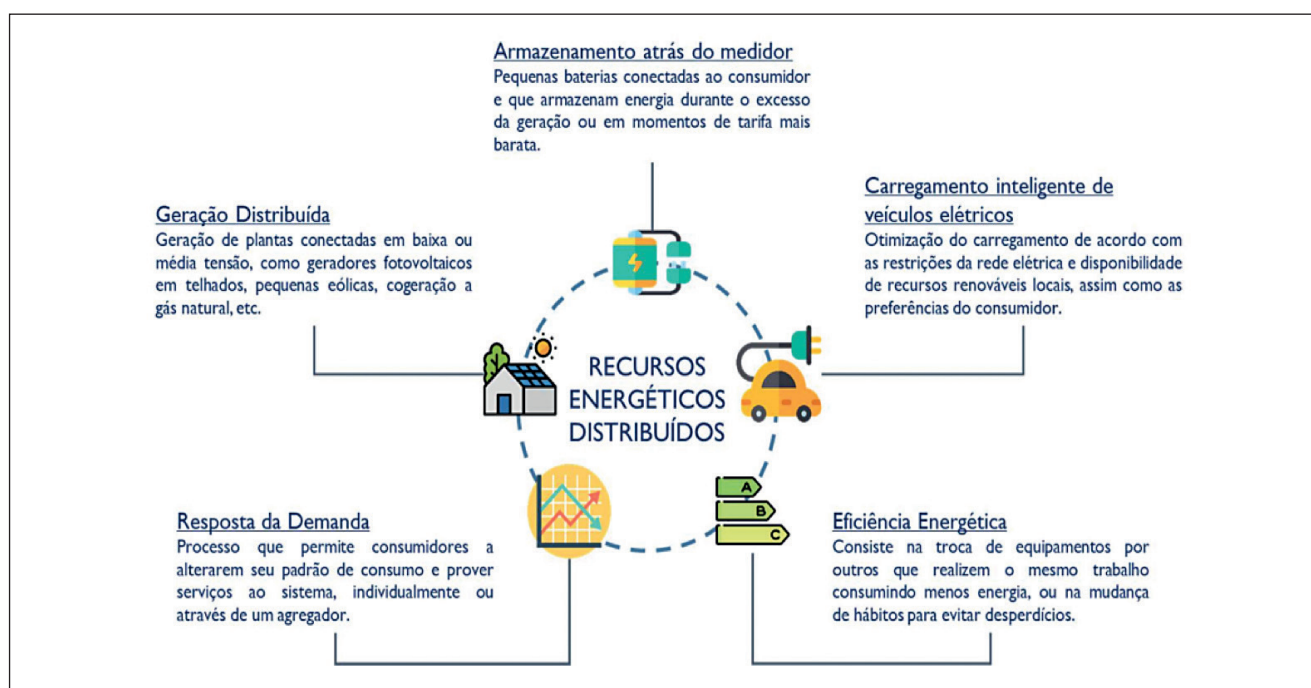 Armazenamento atrás do medidor
Pequenas baterias conectadas ao consumidor
e que armazenam energia durante o excesso
da geração ou em momentos de tarifa mais
barata.
Carregamento inteligente de
veículos elétricos
Otimização do carregamento de acordo com
as restrições da rede elétrica e disponibilidade
de recursos renováveis locais, assim como as
preferências do consumidor.
Geração Distribuída
Geração de plantas conectadas em baixa ou
média tensão, como geradores fotovoltaicos
em telhados, pequenas eólicas, cogeração a
gás natural, etc.
RECURSOS
ENERGÉTICOS
DISTRIBUÍDOS
A
B
C
Resposta da Demanda
Processo que permite consumidores a
alterarem seu padrão de consumo e prover
serviços ao sistema, individualmente ou
através de um agregador.
Eficiência Energética
Consiste na troca de equipamentos por
outros que realizem o mesmo trabalho
consumindo menos energia, ou na mudança
de hábitos para evitar desperdícios.